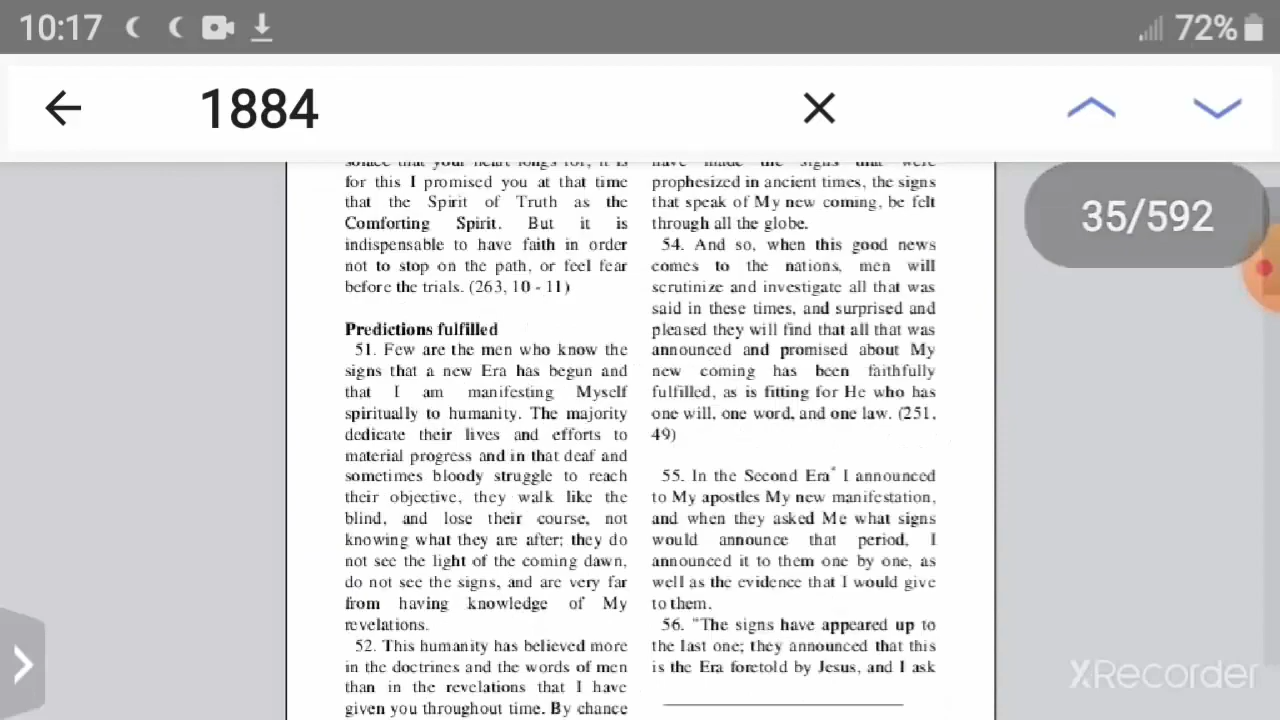 10:17
72%
1884
35/592
solace that your heart longs for, it is
for this I promised you at that time
that the Spirit of Truth as the
Comforting Spirit. But it is
indispensable to have faith in order
not to stop on the path, or feel fear
before the trials. (263, 10 - 11)
Predictions fulfilled
51. Few are the men who know the
signs that a new Era has begun and
that I am manifesting Myself
spiritually to humanity. The majority
dedicate their lives and efforts to
material progress and in that deaf and
sometimes bloody struggle to reach
their objective, they walk like the
blind, and lose their course, not
knowing what they are after; they do
not see the light of the coming dawn,
do not see the signs, and are very far
from having knowledge of My
revelations.
52. This humanity has believed more
in the doctrines and the words of men
than in the revelations that I have
given you throughout time. By chance
have made the signs that were
prophesized in ancient times, the signs
that speak of My new coming, be felt
through all the globe.
54. And so, when this good news
comes to the nations, men will
scrutinize and investigate all that was
said in these times, and surprised and
pleased they will find that all that was
announced and promised about My
new coming has been faithfully
fulfilled, as is fitting for He who has
one will, one word, and one law. (251,
49)
55. In the Second Era* I announced
to My apostles My new manifestation,
and when they asked Me what signs
would announce that period, I
announced it to them one by one, as
well as the evidence that I would give
to them.
56. "The signs have appeared up to
the last one; they announced that this
is the Era foretold by Jesus, and I ask
XRecorder